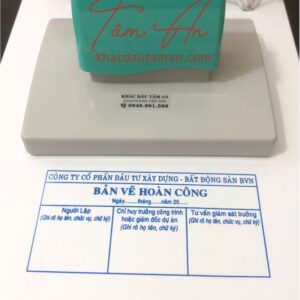 Tâm An
khacdautaman.com
KHẮC DẤU TÂM AN
0949.901.886
CÔNG TY CỔ PHẦN ĐẦU TƯ XÂY DỰNG - BẤT ĐỘNG SẢN BVN
BẢN VẼ HOÀN CÔNG
Ngày......tháng......năm 20.....
Người Lập
(Ghi rõ họ tên, chức vụ, chữ ký)
Chỉ huy trưởng công trình
hoặc giám đốc dự án
(Ghi rõ họ tên, chữ ký)
Tư vấn giám sát trưởng
(Ghi rõ họ tên, chức vụ, chữ ký)